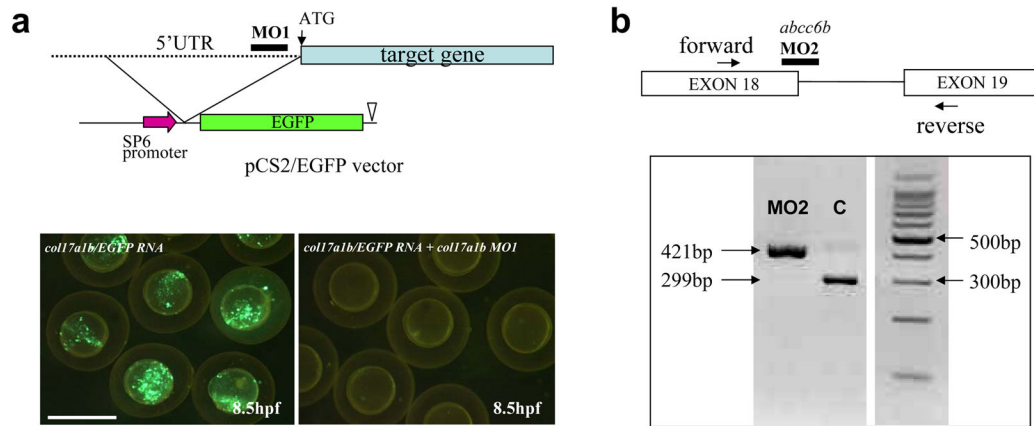 a
ATG
MO1
5'UTR
target gene
EGFP
SP6
promoter
pCS2/EGFP vector
col17a1b/EGFP RNA
8.5hpf
col17a1b/EGFP RNA + col17a1b MO1
8.5hpf
b
abcc6b
forward
MO2
EXON 18
EXON 19
reverse
MO2
C
421bp
500bp
299bp
300bp